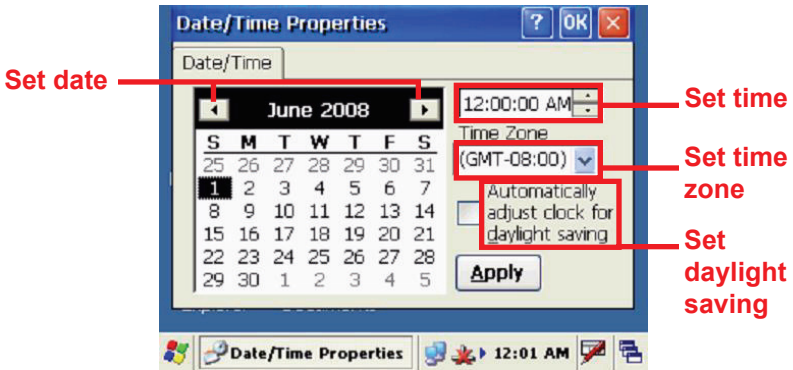 Date/Time Properties ? OK
Date/Time
Set date
June 2008
12:00:00 AM
Set time
Time Zone
S M T W T F S
(GMT-08:00)
Set time
zone
25 26 27 28 29 30 31
1 2 3 4 5 6 7
8 9 10 11 12 13 14
15 16 17 18 19 20 21
22 23 24 25 26 27 28
29 30 1 2 3 4 5
Automatically
adjust clock for
daylight saving
Set
daylight
saving
Apply
Date/Time Properties
12:01 AM